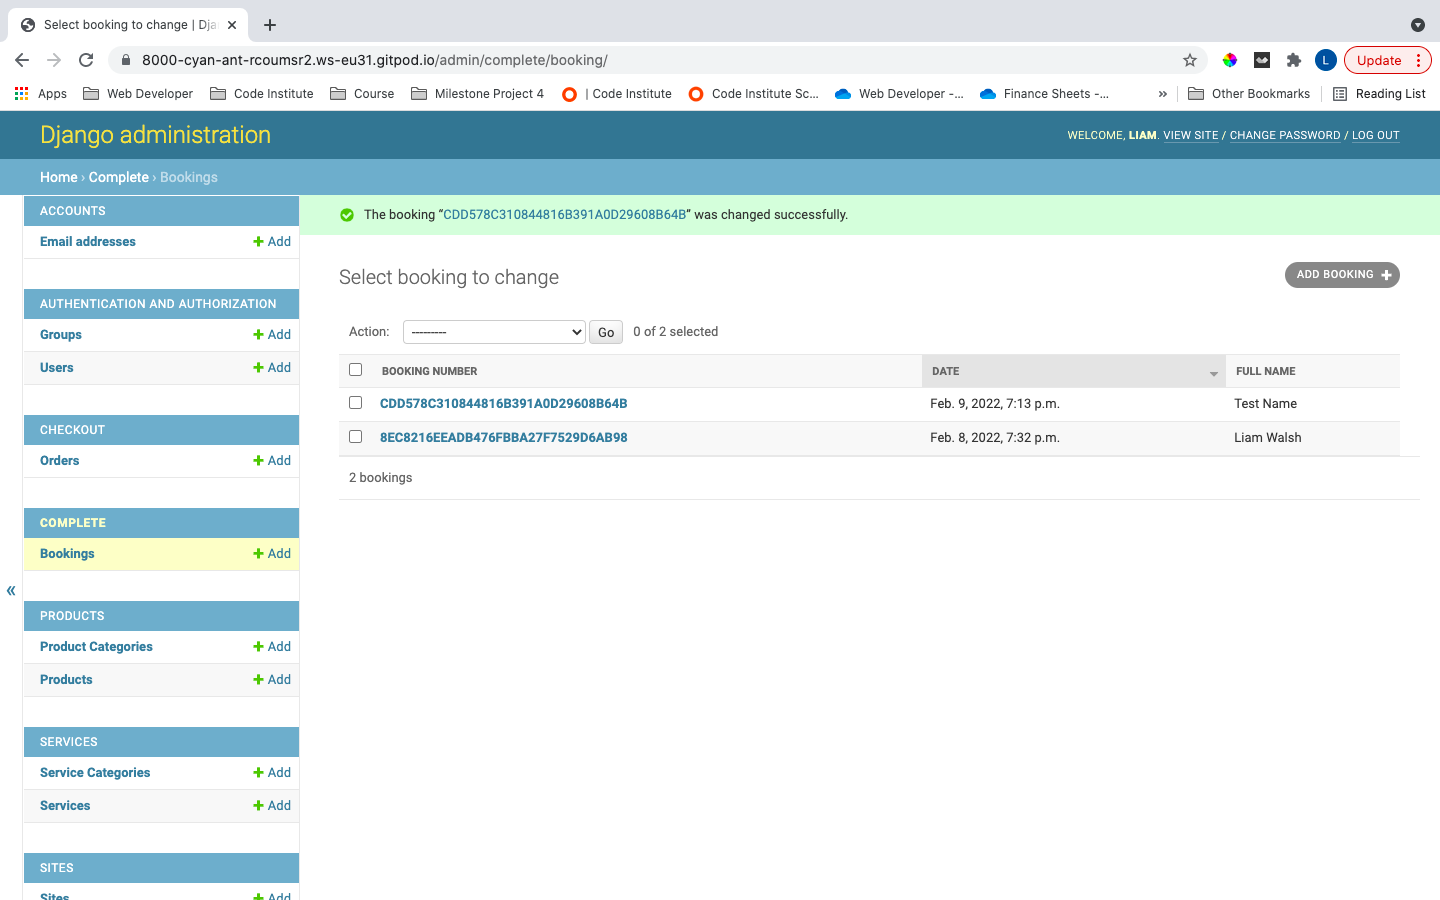 Select booking to change | Dja
8000-cyan-ant-rcoumsr2.ws-eu31.gitpod.io/admin/complete/booking/
L
Update
Apps
Web Developer
Code Institute
Course
Milestone Project 4
| Code Institute
Code Institute Sc...
Web Developer -...
Finance Sheets -...
»
Other Bookmarks
Reading List
Django administration
WELCOME, LIAM. VIEW SITE / CHANGE PASSWORD / LOG OUT
Home › Complete › Bookings
ACCOUNTS
Email addresses
Add
AUTHENTICATION AND AUTHORIZATION
Groups
Add
Users
Add
CHECKOUT
Orders
Add
COMPLETE
Bookings
Add
«
PRODUCTS
Product Categories
Add
Products
Add
SERVICES
Service Categories
Add
Services
Add
SITES
Sites
Add
The booking “CDD578C310844816B391A0D29608B64B” was changed successfully.
Select booking to change
ADD BOOKING
Action:
---------
Go
0 of 2 selected
BOOKING NUMBER
DATE
FULL NAME
CDD578C310844816B391A0D29608B64B
Feb. 9, 2022, 7:13 p.m.
Test Name
8EC8216EEADB476FBBA27F7529D6AB98
Feb. 8, 2022, 7:32 p.m.
Liam Walsh
2 bookings